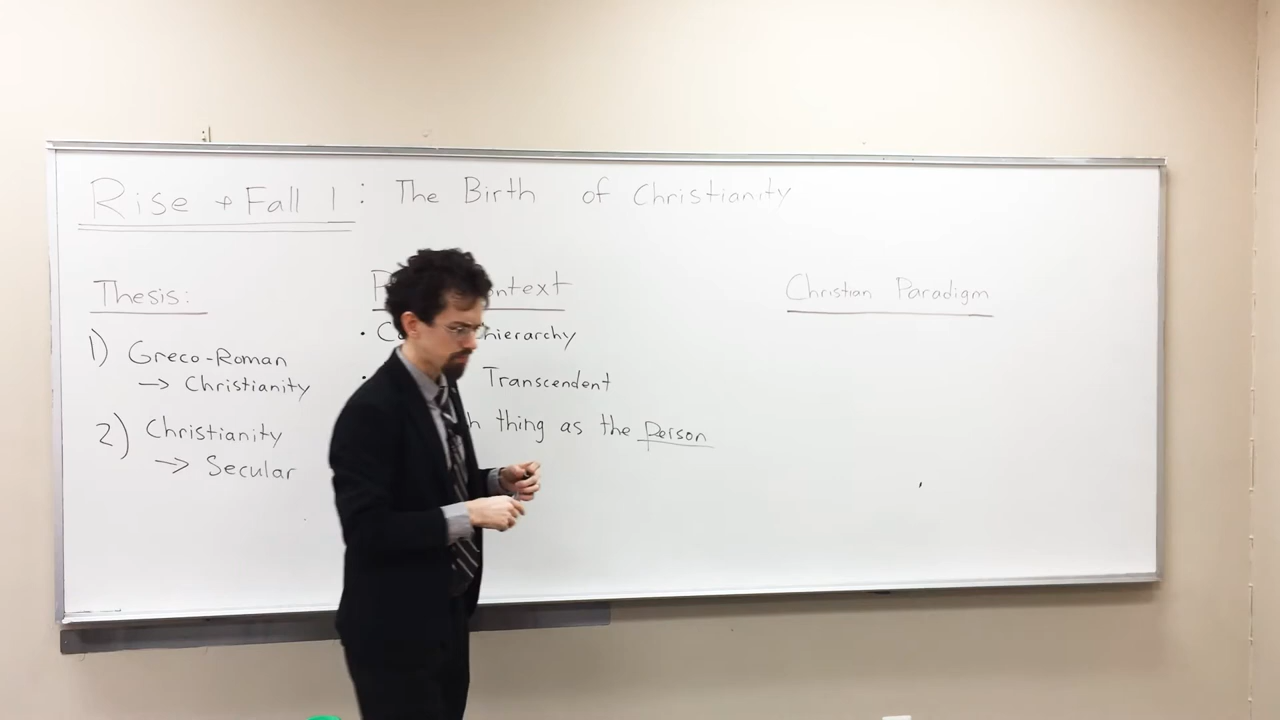 Rise + Fall 1: The Birth of Christianity
Thesis:
1) Greco-Roman
→ Christianity
2) Christianity
→ Secular
• hierarchy
• Transcendent
thing as the person
Christian Paradigm